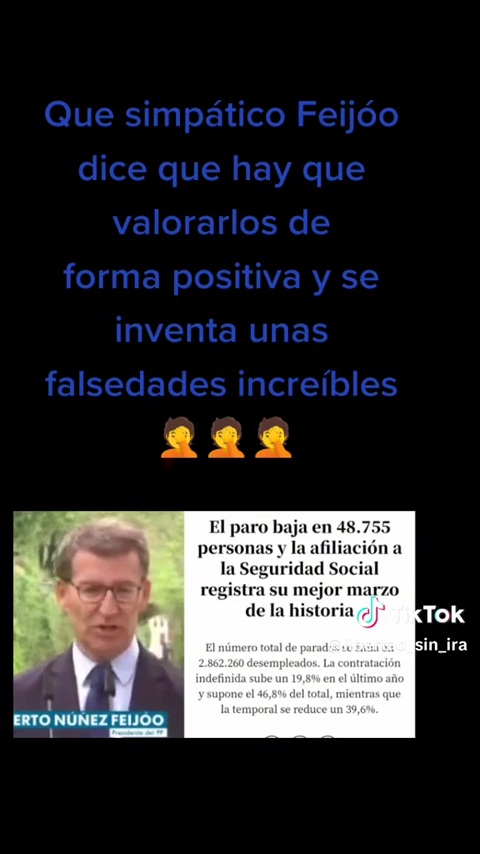 Que simpático Feijóo
dice que hay que
valorarlos de
forma positiva y se
inventa unas
falsedades increíbles
El paro baja en 48.755
personas y la afiliación a
la Seguridad Social
registra su mejor marzo
de la historia
TikTok
sin_ira
El número total de
2.862.260 desempleados. La contratación
indefinida sube un 19,8% en el último año
y supone el 46,8% del total, mientras que
la temporal se reduce un 39,6%.
ERTO NÚÑEZ FEIJÓO
Presidente del PP